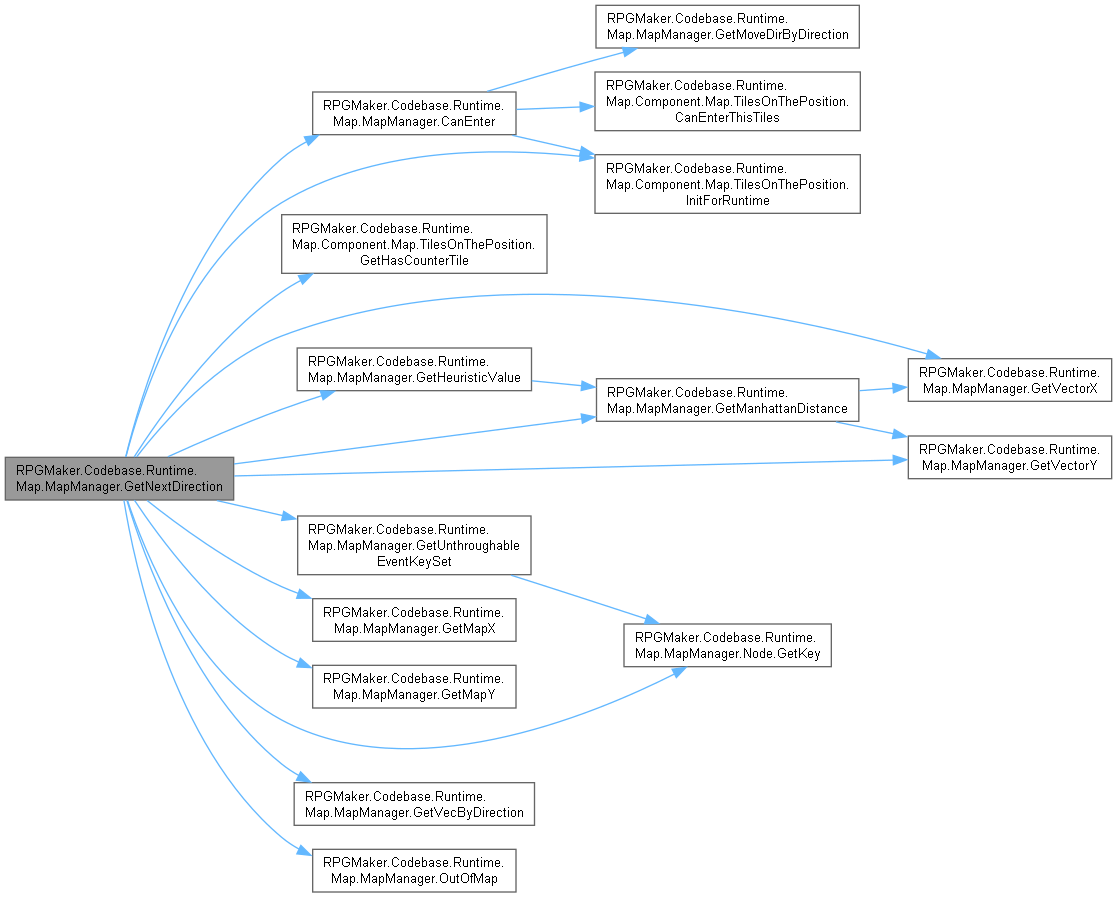 RPGMaker.Codebase.Runtime.
Map.MapManager.GetMoveDirByDirection
RPGMaker.Codebase.Runtime.
Map.Component.Map.TilesOnThePosition.
CanEnterThisTiles
RPGMaker.Codebase.Runtime.
Map.MapManager.CanEnter
RPGMaker.Codebase.Runtime.
Map.Component.Map.TilesOnThePosition.
InitForRuntime
RPGMaker.Codebase.Runtime.
Map.Component.Map.TilesOnThePosition.
GetHasCounterTile
RPGMaker.Codebase.Runtime.
Map.MapManager.GetHeuristicValue
RPGMaker.Codebase.Runtime.
Map.MapManager.GetVectorX
RPGMaker.Codebase.Runtime.
Map.MapManager.GetManhattanDistance
RPGMaker.Codebase.Runtime.
Map.MapManager.GetVectorY
RPGMaker.Codebase.Runtime.
Map.MapManager.GetNextDirection
RPGMaker.Codebase.Runtime.
Map.MapManager.GetUnthroughable
EventKeySet
RPGMaker.Codebase.Runtime.
Map.MapManager.GetMapX
RPGMaker.Codebase.Runtime.
Map.MapManager.Node.GetKey
RPGMaker.Codebase.Runtime.
Map.MapManager.GetMapY
RPGMaker.Codebase.Runtime.
Map.MapManager.GetVecByDirection
RPGMaker.Codebase.Runtime.
Map.MapManager.OutOfMap